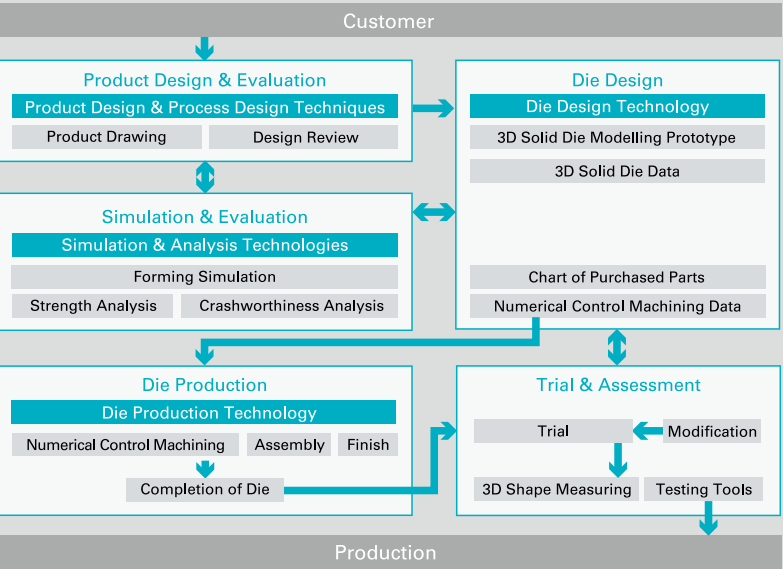 Customer
Product Design & Evaluation
Product Design & Process Design Techniques
Product Drawing
Design Review
Simulation & Evaluation
Simulation & Analysis Technologies
Forming Simulation
Strength Analysis
Crashworthiness Analysis
Die Design
Die Design Technology
3D Solid Die Modelling Prototype
3D Solid Die Data
Chart of Purchased Parts
Numerical Control Machining Data
Die Production
Die Production Technology
Numerical Control Machining
Assembly
Finish
Completion of Die
Trial & Assessment
Trial
Modification
3D Shape Measuring
Testing Tools
Production